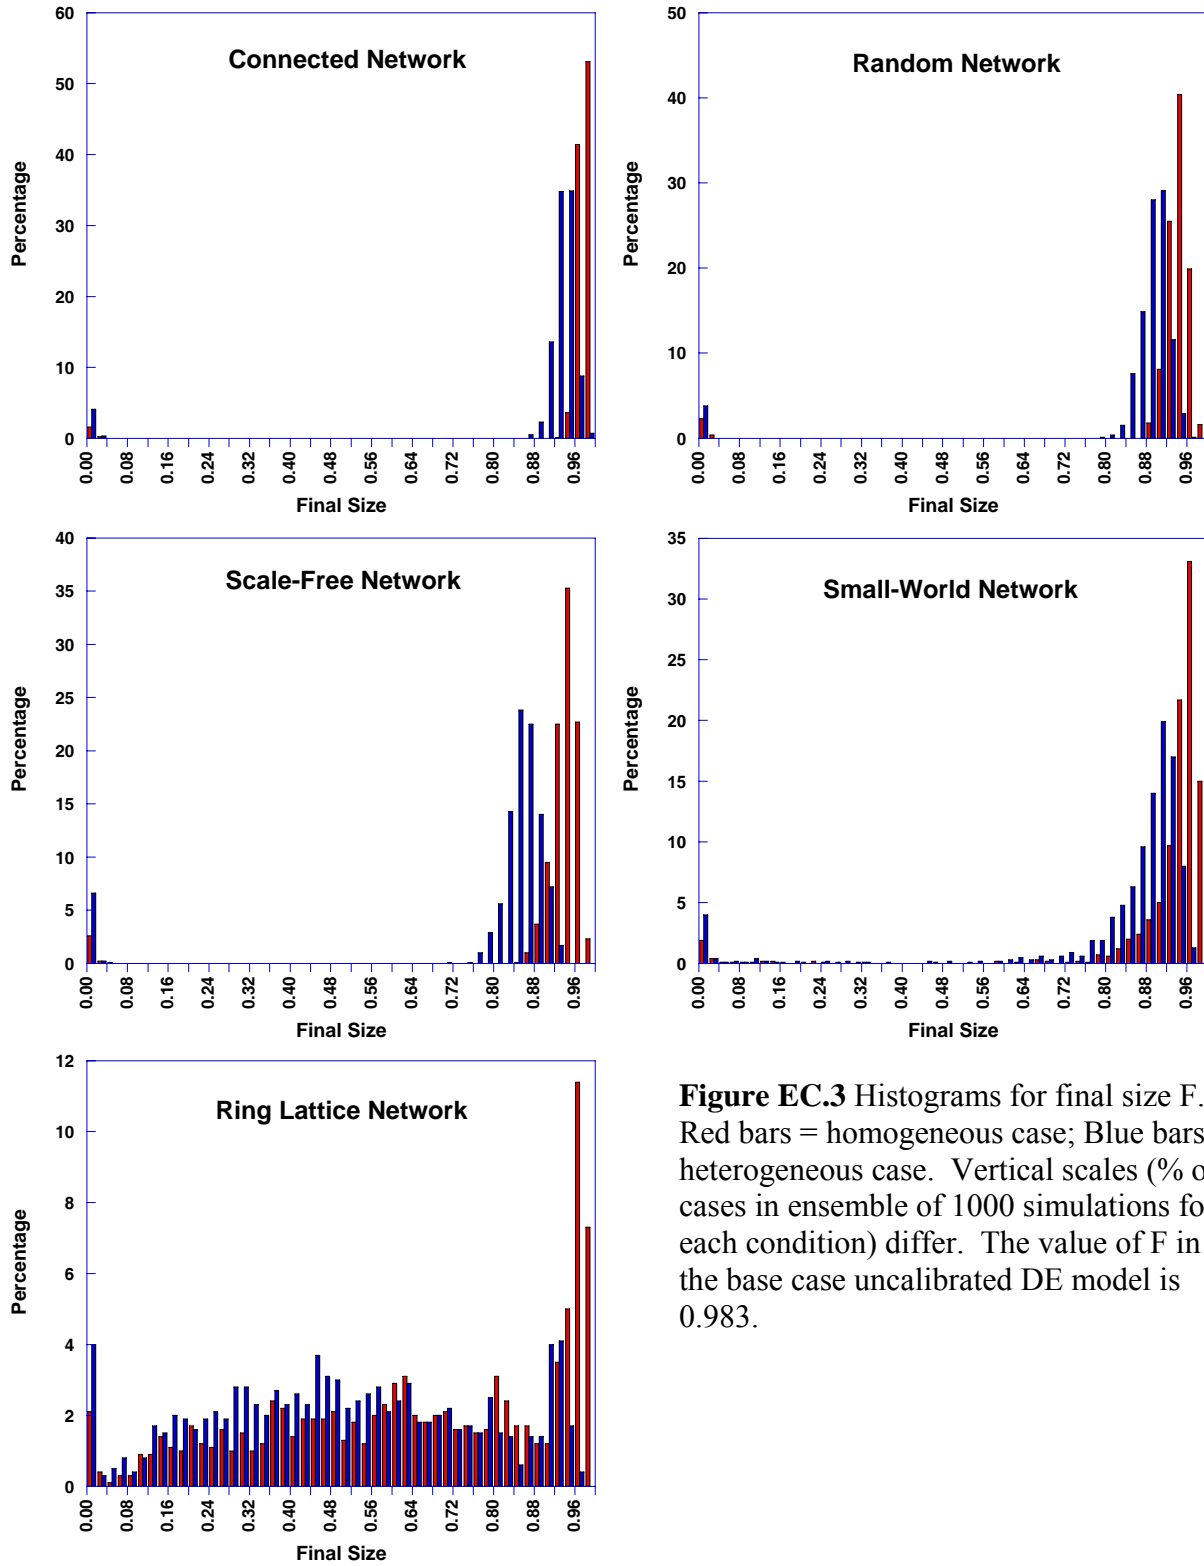 Connected Network
Percentage
60
50
40
30
20
10
0
0.00 0.08 0.16 0.24 0.32 0.40 0.48 0.56 0.64 0.72 0.80 0.88 0.96
Final Size
Random Network
Percentage
50
40
30
20
10
0
0.00 0.08 0.16 0.24 0.32 0.40 0.48 0.56 0.64 0.72 0.80 0.88 0.96
Final Size
Scale-Free Network
Percentage
40
35
30
25
20
15
10
5
0
0.00 0.08 0.16 0.24 0.32 0.40 0.48 0.56 0.64 0.72 0.80 0.88 0.96
Final Size
Small-World Network
Percentage
35
30
25
20
15
10
5
0
0.00 0.08 0.16 0.24 0.32 0.40 0.48 0.56 0.64 0.72 0.80 0.88 0.96
Final Size
Ring Lattice Network
Percentage
12
10
8
6
4
2
0
0.00 0.08 0.16 0.24 0.32 0.40 0.48 0.56 0.64 0.72 0.80 0.88 0.96
Final Size
Figure EC.3 Histograms for final size F.
Red bars = homogeneous case; Blue bars
heterogeneous case. Vertical scales (% o
cases in ensemble of 1000 simulations fo
each condition) differ. The value of F in
the base case uncalibrated DE model is
0.983.